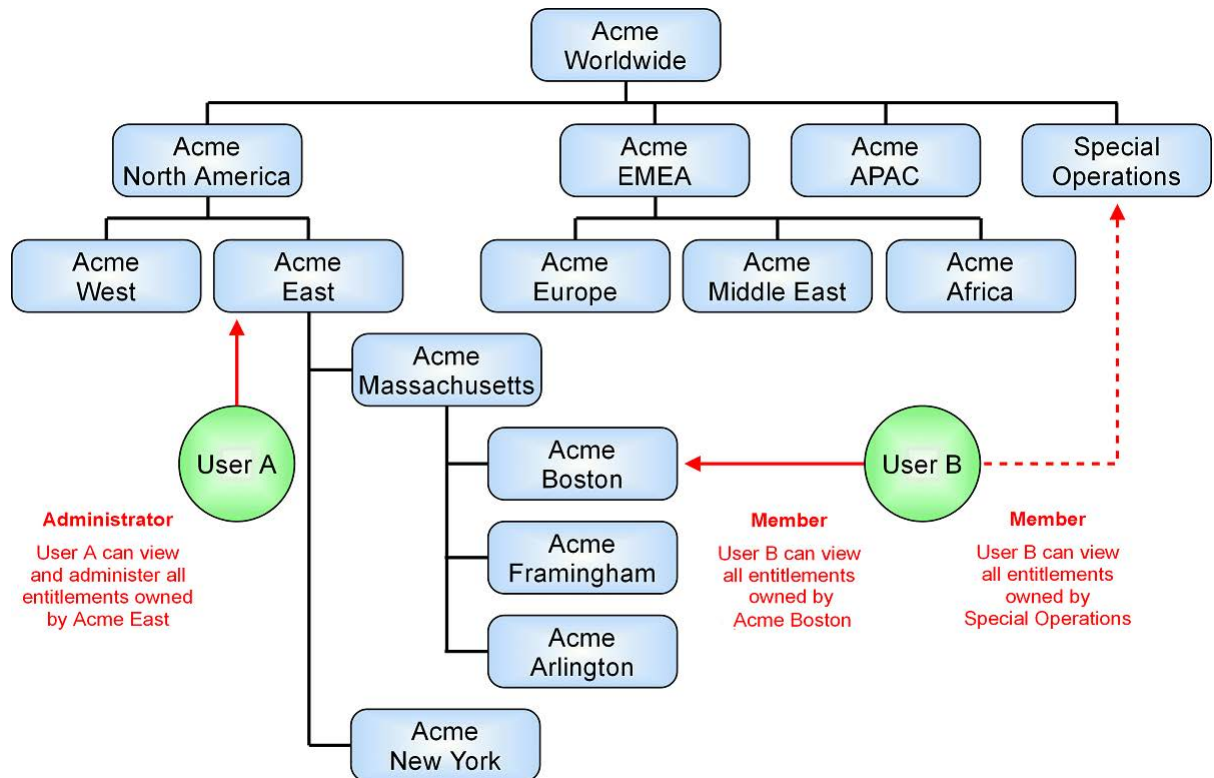 Acme
Worldwide
Acme
North America
Acme
EMEA
Acme
APAC
Special
Operations
Acme
West
Acme
East
Acme
Europe
Acme
Middle East
Acme
Africa
Acme
Massachusetts
User A
Acme
Boston
User B
Administrator
User A can view
and administer all
entitlements owned
by Acme East
Member
User B can view
all entitlements
owned by
Acme Boston
Member
User B can view
all entitlements
owned by
Special Operations
Acme
Framingham
Acme
Arlington
Acme
New York